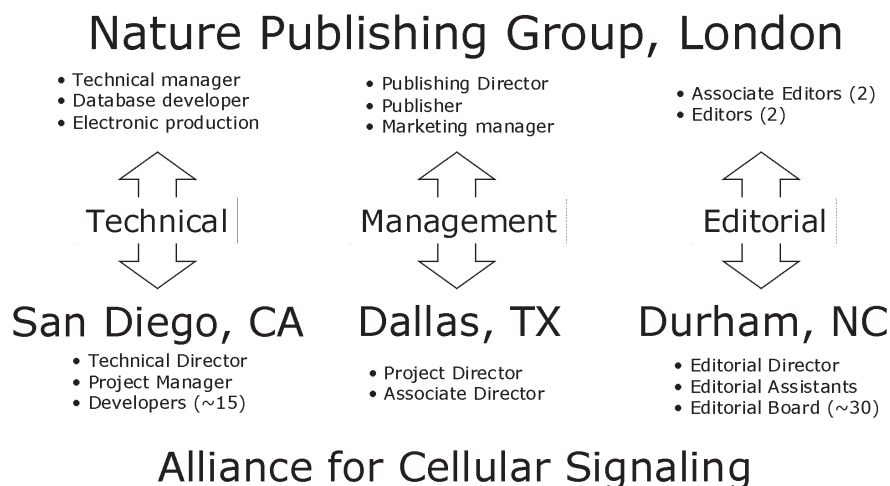 Nature Publishing Group, London
• Technical manager
• Database developer
• Electronic production
• Publishing Director
• Publisher
• Marketing manager
• Associate Editors (2)
• Editors (2)
Technical
Management
Editorial
San Diego, CA
• Technical Director
• Project Manager
• Developers (~15)
Dallas, TX
• Project Director
• Associate Director
Durham, NC
• Editorial Director
• Editorial Assistants
• Editorial Board (~30)
Alliance for Cellular Signaling